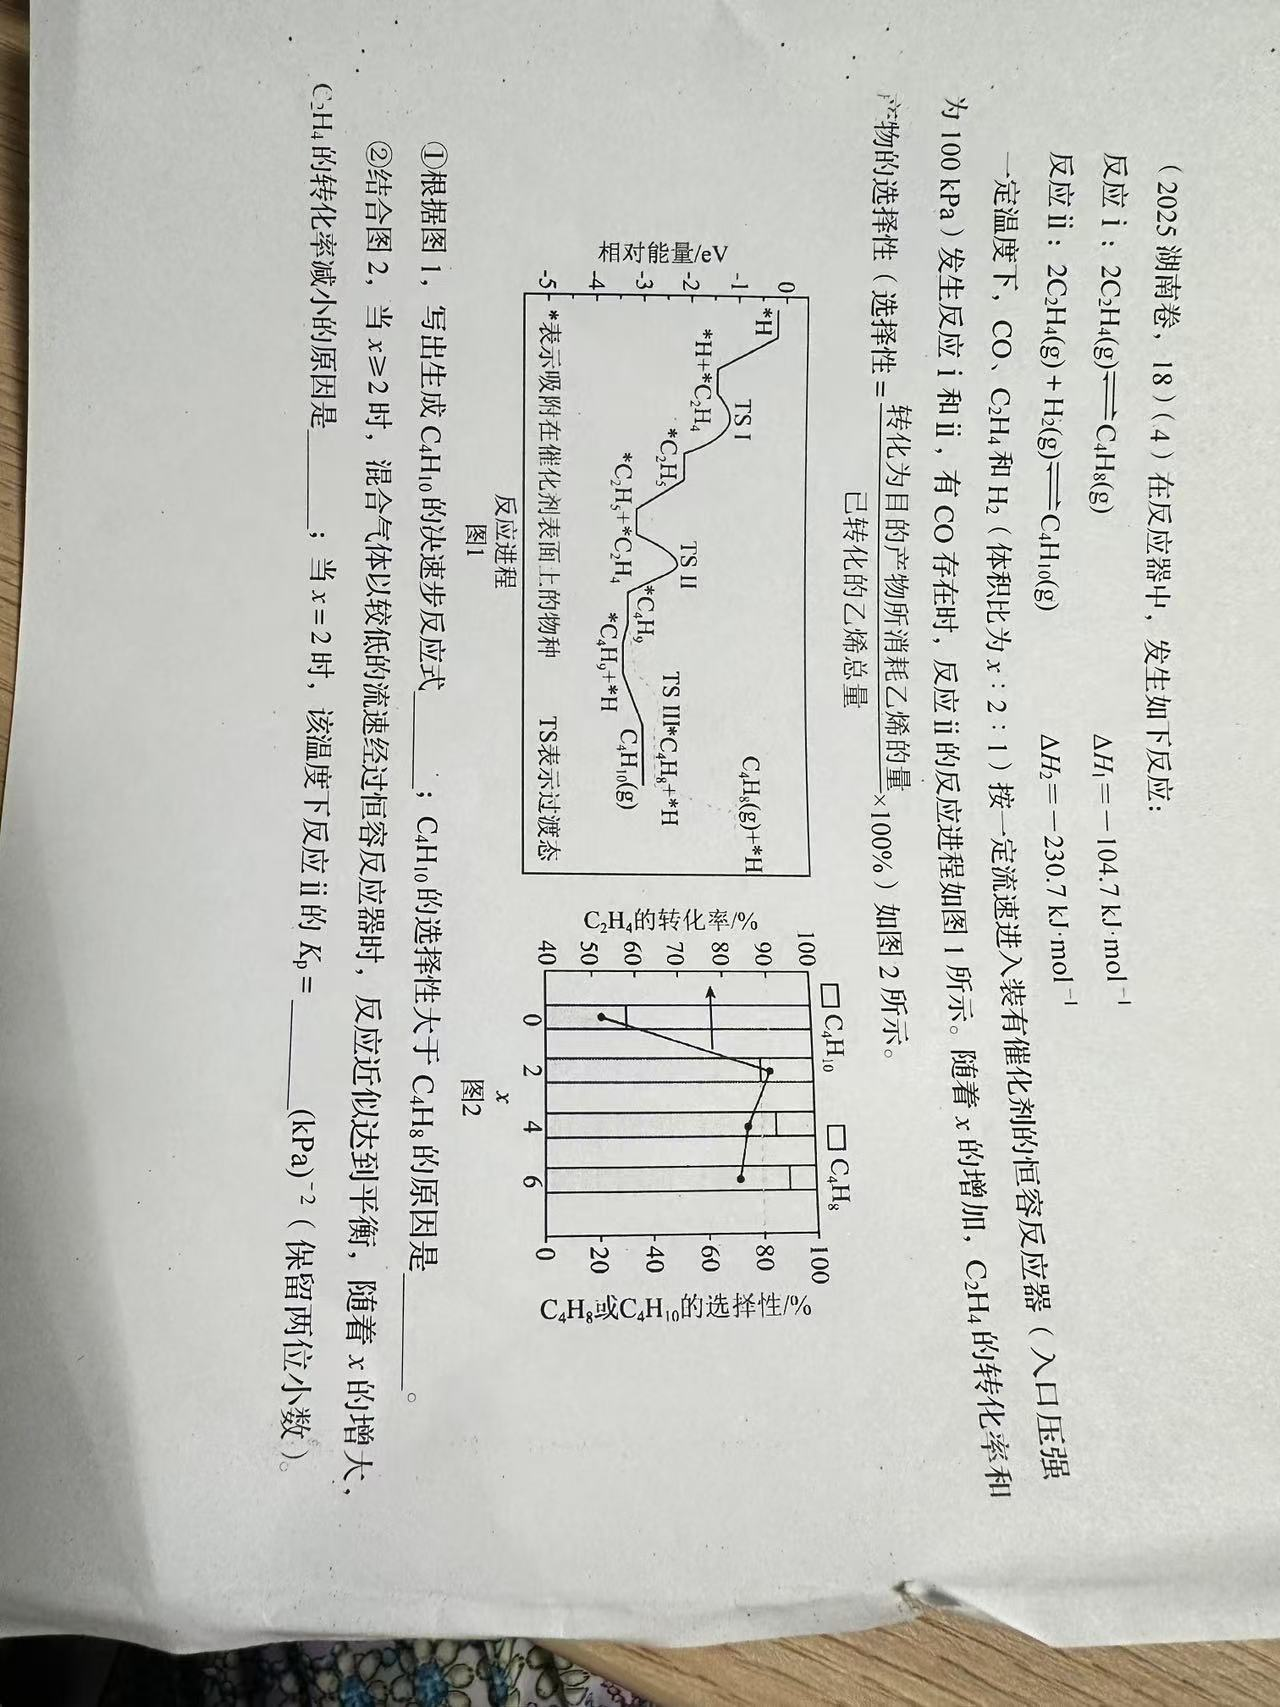 （2025湖南卷，18）（4）在反应器中，发生如下反应：
反应ⅰ：2C₂H₄(g)⇌C₄H₈(g) ΔH₁=－104.7 kJ·mol⁻¹
反应ⅱ：2C₂H₄(g)+H₂(g)⇌C₄H₁₀(g) ΔH₂=－230.7 kJ·mol⁻¹
一定温度下，CO、C₂H₄和H₂（体积比为x∶2∶1）按一定流速进入装有催化剂的恒容反应器（入口压强
为100 kPa）发生反应ⅰ和ⅱ，有CO存在时，反应ⅱ的反应进程如图1所示。随着x的增加，C₂H₄的转化率和
产物的选择性（选择性=转化为目的产物所消耗乙烯的量/已转化的乙烯总量×100%）如图2所示。
相对能量/eV
0
-1
-2
-3
-4
-5
*H
*H+*C₂H₄
TS I
*C₂H₅
*C₂H₅+*C₂H₄
TS II
*C₄H₉
*C₄H₉+*H
TS III
*C₄H₈+*H
C₄H₁₀(g)
C₄H₈(g)+*H
*表示吸附在催化剂表面上的物种 TS表示过渡态
反应进程
图1
□C₄H₁₀ □C₄H₈
C₂H₄的转化率/%
100
90
80
70
60
50
40
0 2 4 6
x
100
80
60
40
20
0
C₄H₈或C₄H₁₀的选择性/%
图2
①根据图1，写出生成C₄H₁₀的决速步反应式______；C₄H₁₀的选择性大于C₄H₈的原因是______。
②结合图2，当x≥2时，混合气体以较低的流速经过恒容反应器时，反应近似达到平衡，随着x的增大，
C₂H₄的转化率减小的原因是______；当x=2时，该温度下反应ⅱ的Kp=______(kPa)⁻²（保留两位小数）。